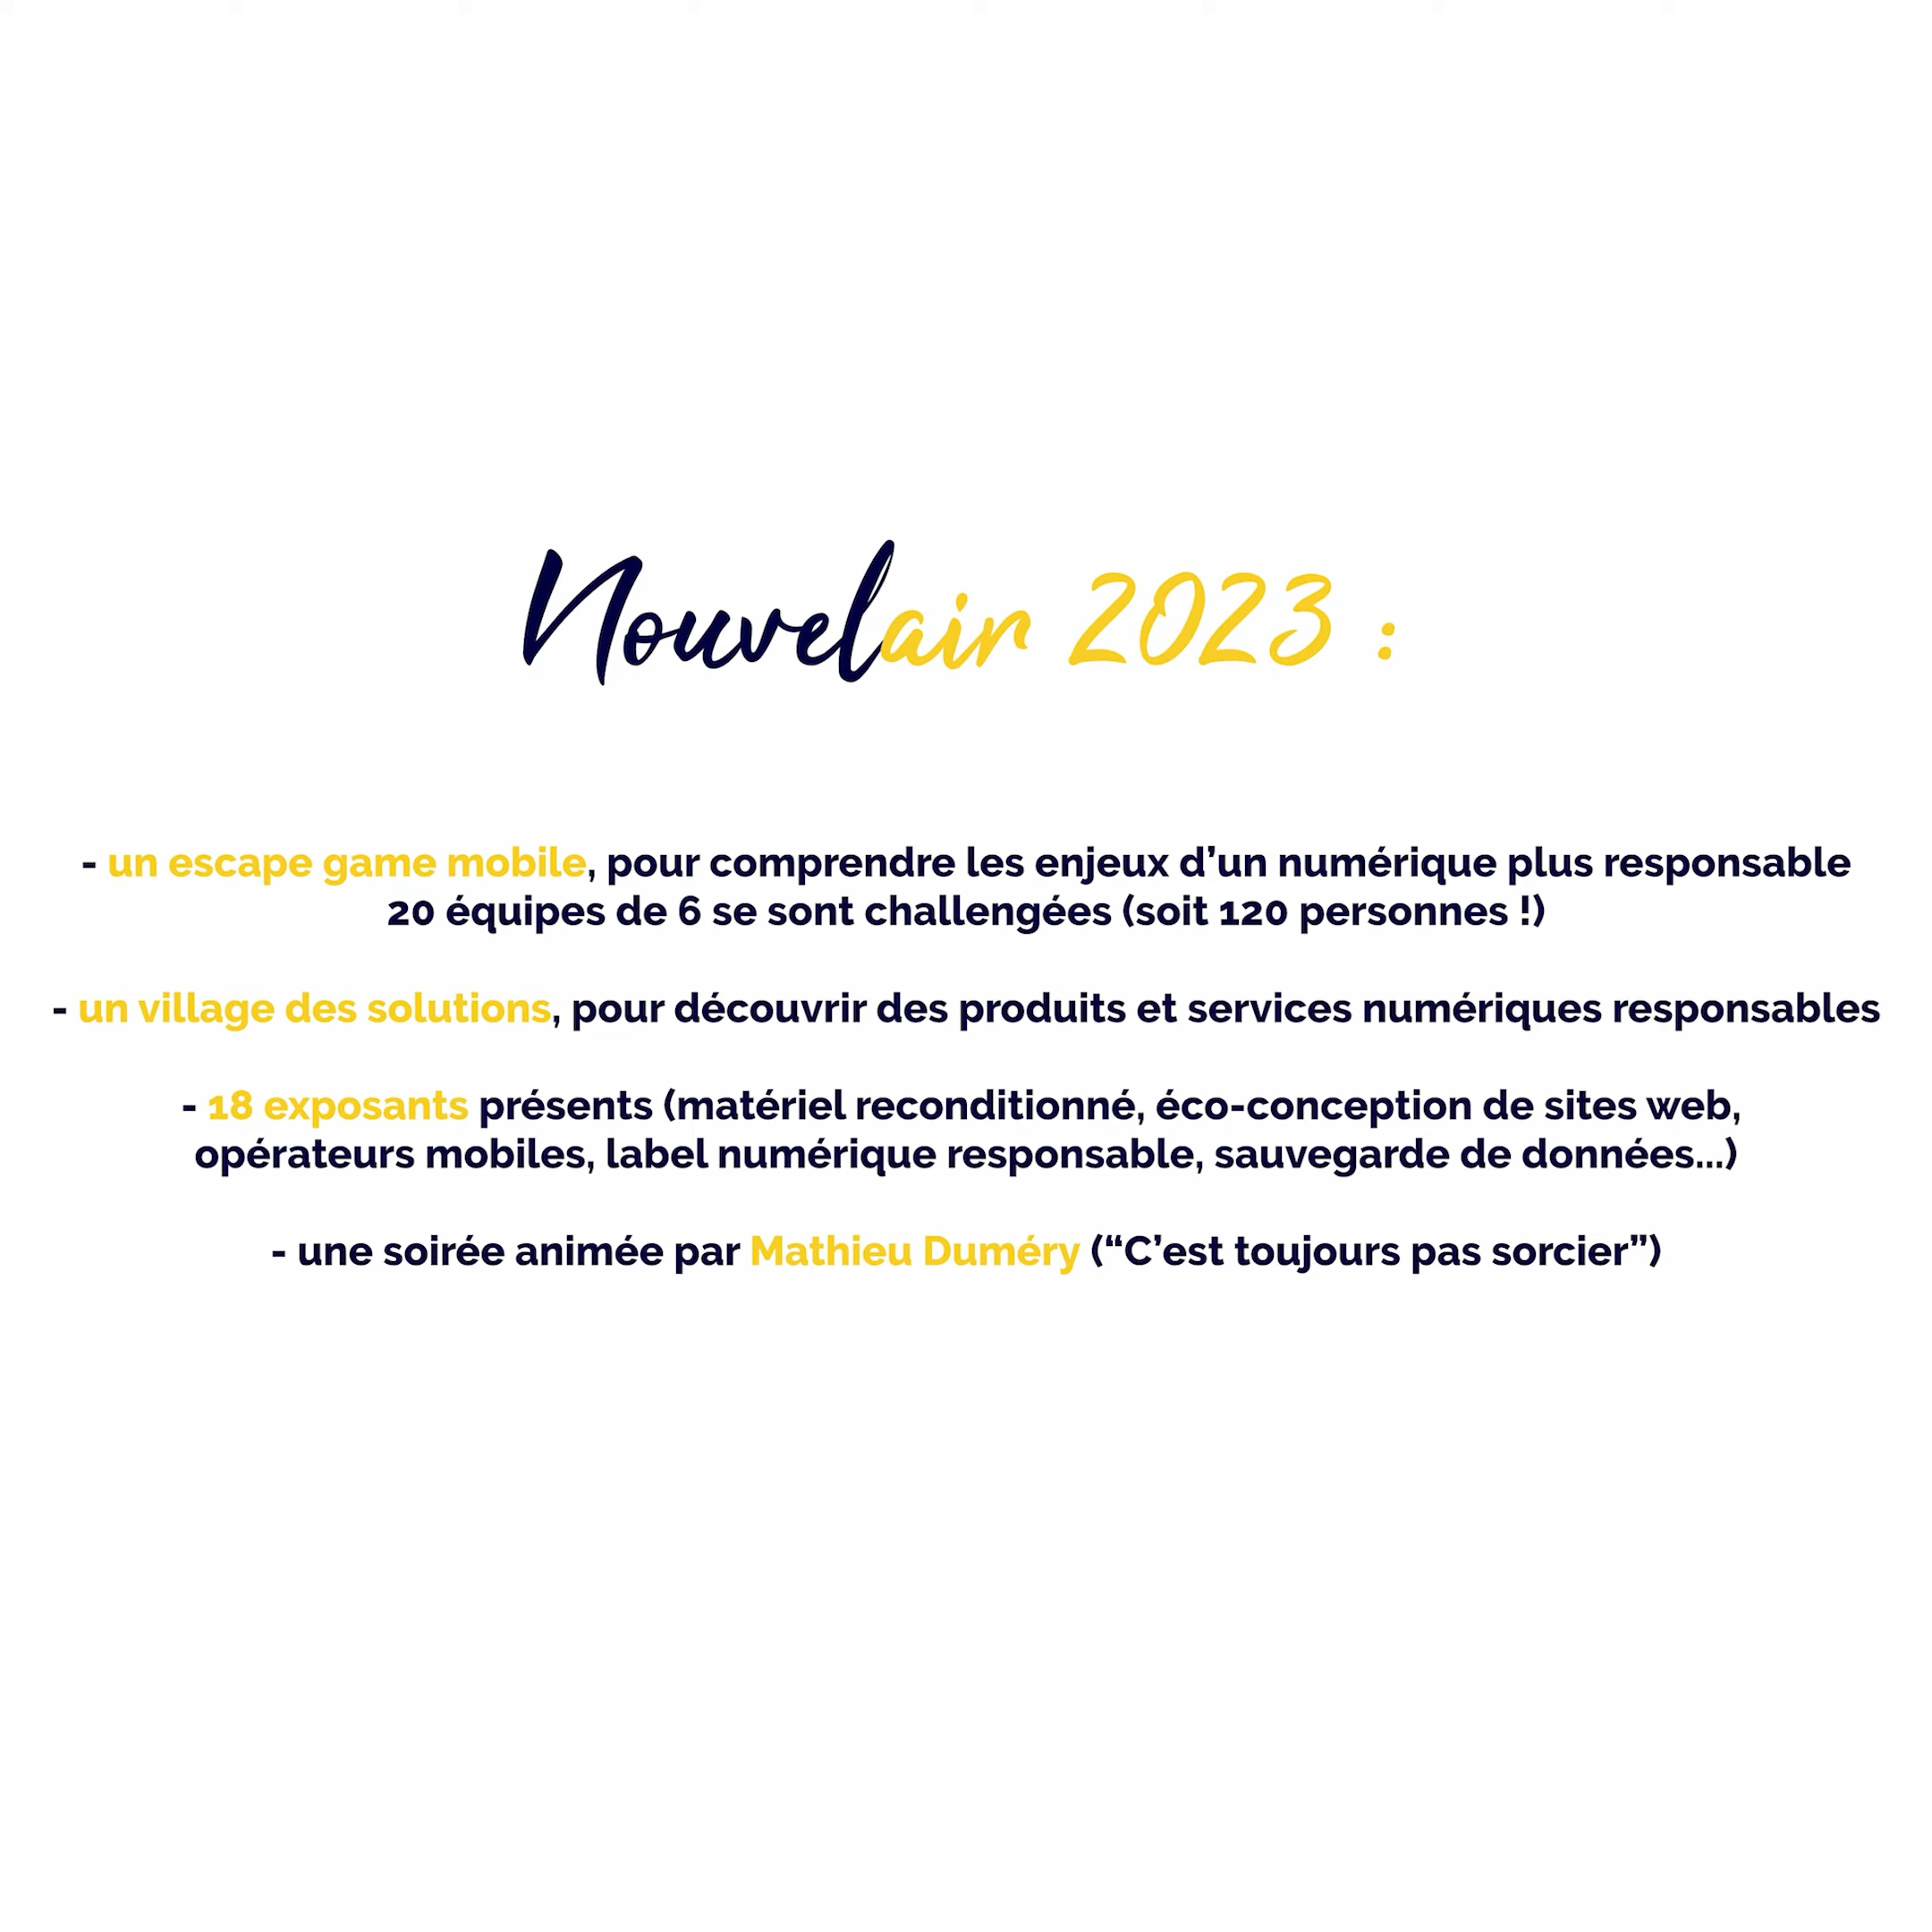 Nouvelair 2023 :
- un escape game mobile, pour comprendre les enjeux d’un numérique plus responsable
20 équipes de 6 se sont challengées (soit 120 personnes !)
- un village des solutions, pour découvrir des produits et services numériques responsables
- 18 exposants présents (matériel reconditionné, éco-conception de sites web,
opérateurs mobiles, label numérique responsable, sauvegarde de données...)
- une soirée animée par Mathieu Duméry (“C’est toujours pas sorcier”)